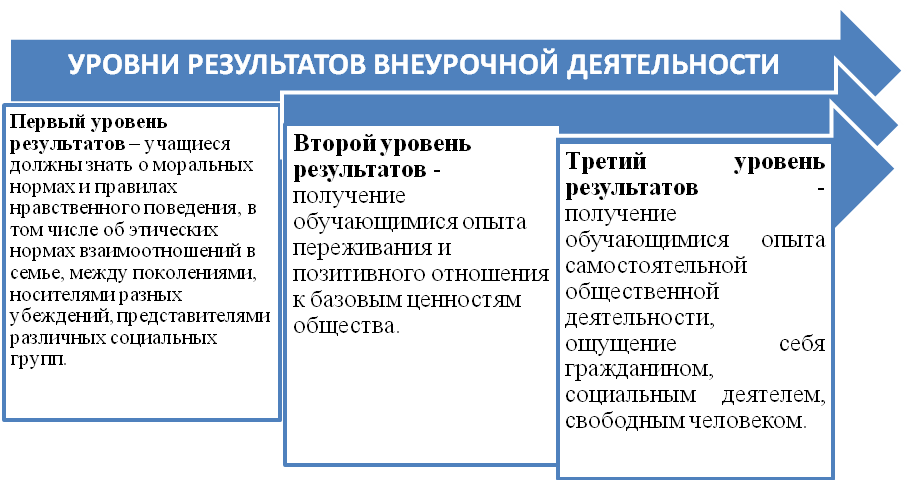 УРОВНИ РЕЗУЛЬТАТОВ ВНЕУРОЧНОЙ ДЕЯТЕЛЬНОСТИ
Первый уровень
результатов – учащиеся
должны знать о моральных
нормах и правилах
нравственного поведения, в
том числе об этических
нормах взаимоотношений в
семье, между поколениями,
носителями разных
убеждений, представителями
различных социальных
групп.
Второй уровень
результатов -
получение
обучающимися опыта
переживания и
позитивного отношения
к базовым ценностям
общества.
Третий уровень
результатов -
получение
обучающимися опыта
самостоятельной
общественной
деятельности,
ощущение себя
гражданином,
социальным деятелем,
свободным человеком.